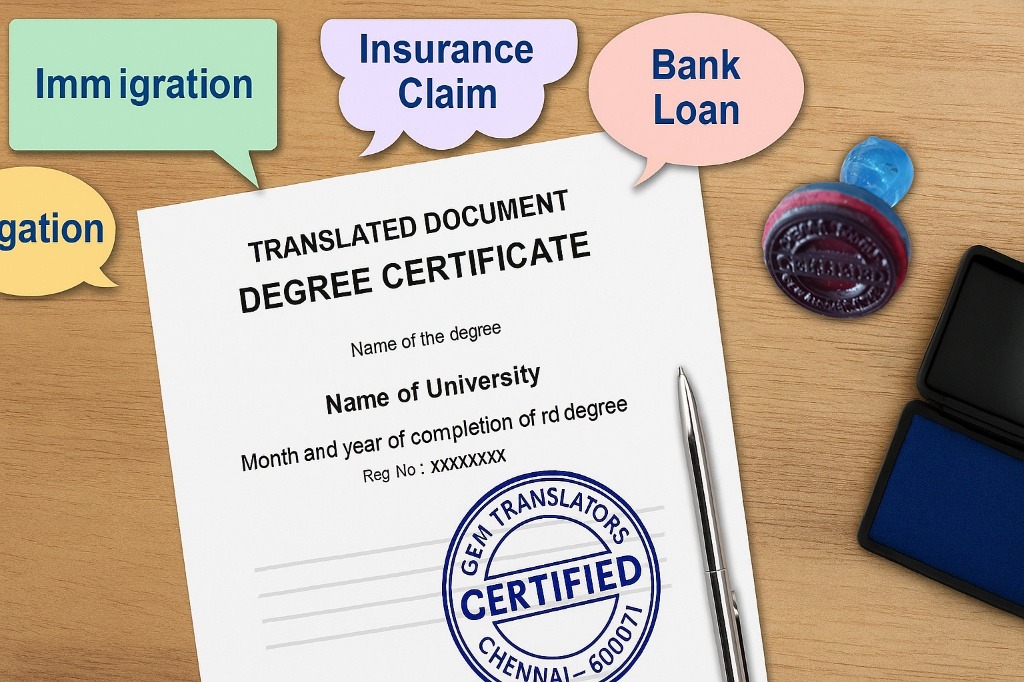 Imm igration
Insurance
Claim
Bank
Loan
gation
TRANSLATED DOCUMENT
DEGREE CERTIFICATE
Name of the degree
Name of University
Month and year of completion of rd degree
Reg No : xxxxxxxx
GEM TRANSLATORS
CERTIFIED
CHENNAI – 600071